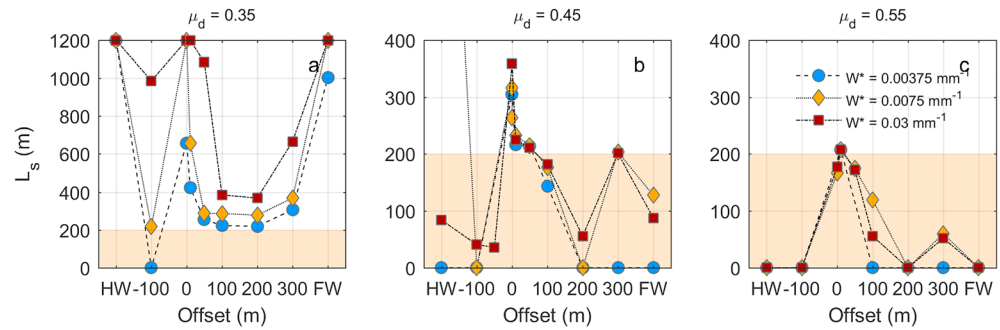 μd = 0.35
μd = 0.45
μd = 0.55
1200
1000
800
600
400
200
0
Ls (m)
a
HW -100 0 100 200 300 FW
Offset (m)
400
300
200
100
0
b
HW -100 0 100 200 300 FW
Offset (m)
400
300
200
100
0
c
W* = 0.00375 mm-1
W* = 0.0075 mm-1
W* = 0.03 mm-1
HW -100 0 100 200 300 FW
Offset (m)